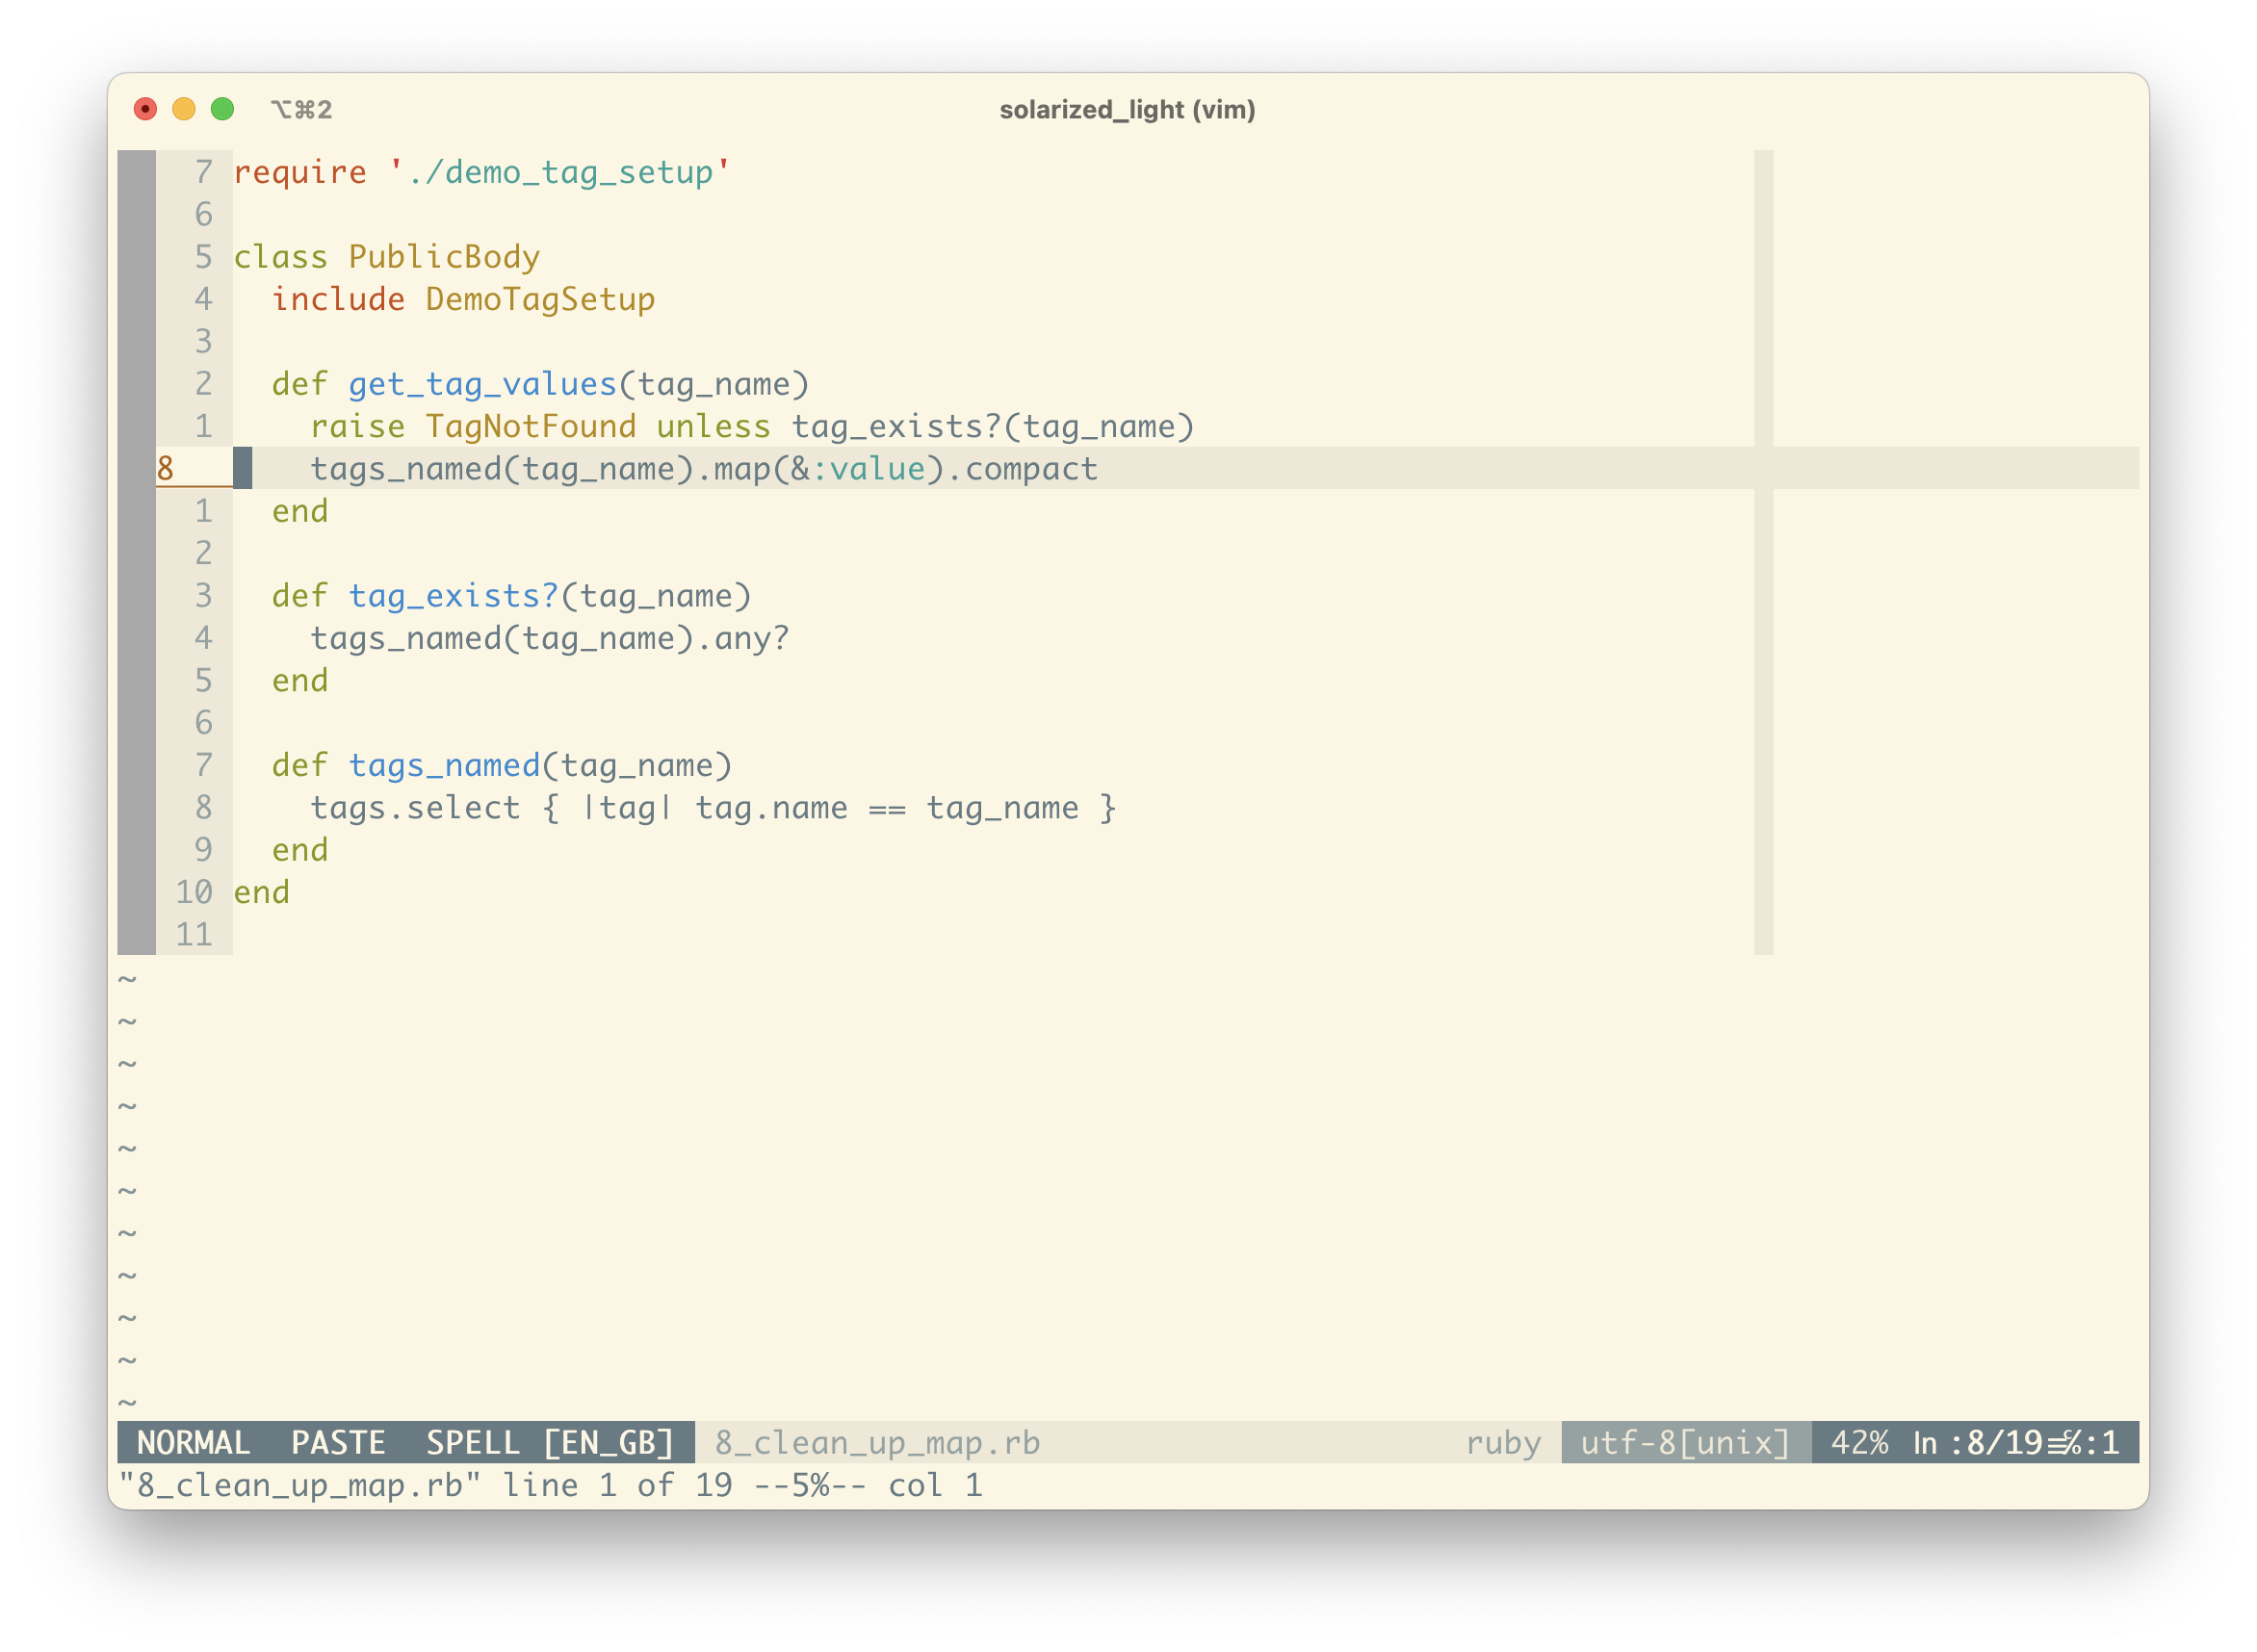 ⌥⌘2 solarized_light (vim)
7 require './demo_tag_setup'
6
5 class PublicBody
4   include DemoTagSetup
3
2   def get_tag_values(tag_name)
1     raise TagNotFound unless tag_exists?(tag_name)
8     tags_named(tag_name).map(&:value).compact
1   end
2
3   def tag_exists?(tag_name)
4     tags_named(tag_name).any?
5   end
6
7   def tags_named(tag_name)
8     tags.select { |tag| tag.name == tag_name }
9   end
10 end
11
~
~
~
~
~
~
~
~
~
~
~
NORMAL  PASTE  SPELL [EN_GB]  8_clean_up_map.rb  ruby  utf-8[unix]  42% ln :8/19≡℅:1
"8_clean_up_map.rb" line 1 of 19 --5%-- col 1